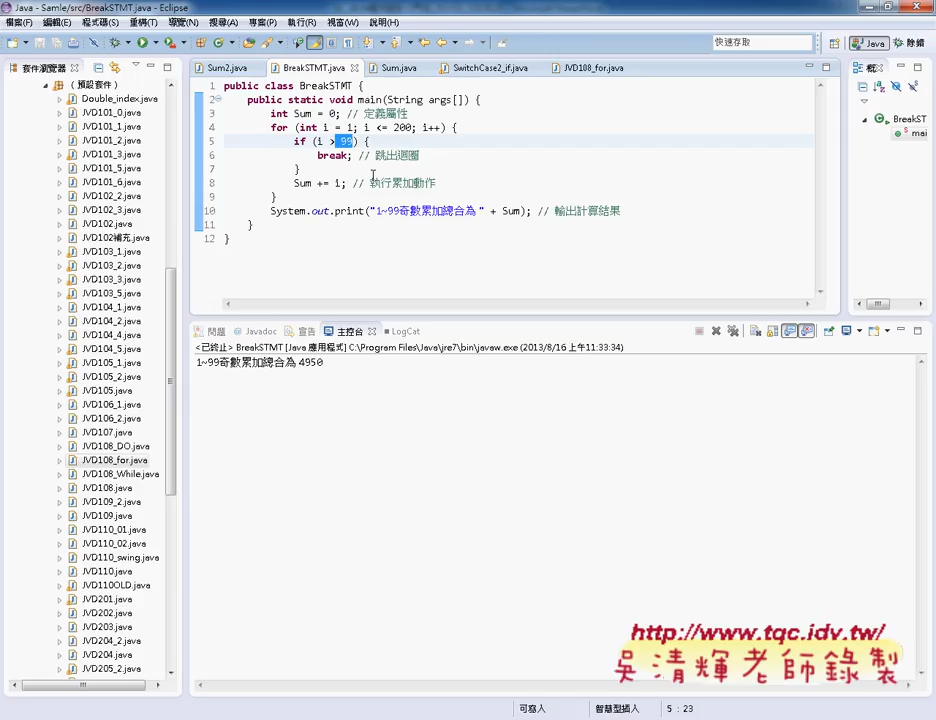 Java - Samle/src/BreakSTMT.java - Eclipse
檔案(F) 編輯(E) 程式碼(S) 重構(T) 導覽(N) 搜尋(A) 專案(P) 執行(R) 視窗(W) 說明(H)
快速存取
Java 除錯
套件瀏覽器
Sum2.java BreakSTMT.java Sum.java SwitchCase2_if.java JVD108_for.java
(預設套件)
Double_index.java
JVD101_0.java
JVD101_1.java
JVD101_2.java
JVD101_3.java
JVD101_5.java
JVD101_6.java
JVD102_2.java
JVD102_3.java
JVD102.java
JVD102補充.java
JVD103_1.java
JVD103_2.java
JVD103_3.java
JVD103_5.java
JVD104_1.java
JVD104_2.java
JVD104_4.java
JVD104_5.java
JVD105_1.java
JVD105_2.java
JVD105.java
JVD106_1.java
JVD106_2.java
JVD107.java
JVD108_DO.java
JVD108_for.java
JVD108_While.java
JVD108.java
JVD109_2.java
JVD109.java
JVD110_01.java
JVD110_02.java
JVD110_swing.java
JVD110.java
JVD110OLD.java
JVD201.java
JVD202.java
JVD203.java
JVD204_2.java
JVD204.java
JVD205_2.java
1 public class BreakSTMT {
2 public static void main(String args[]) {
3 int Sum = 0; // 定義屬性
4 for (int i = 1; i <= 200; i++) {
5 if (i > 99) {
6 break; // 跳出迴圈
7 }
8 Sum += i; // 執行累加動作
9 }
10 System.out.print("1~99奇數累加總合為 " + Sum); // 輸出計算結果
11 }
12 }
BreakST
mai
問題 Javadoc 宣告 主控台 LogCat
<已終止> BreakSTMT [Java 應用程式] C:\Program Files\Java\jre7\bin\javaw.exe (2013/8/16 上午11:33:34)
1~99奇數累加總合為 4950
http://www.tqc.idv.tw/
吳清輝老師錄製
可寫入 智慧型插入 5 : 23